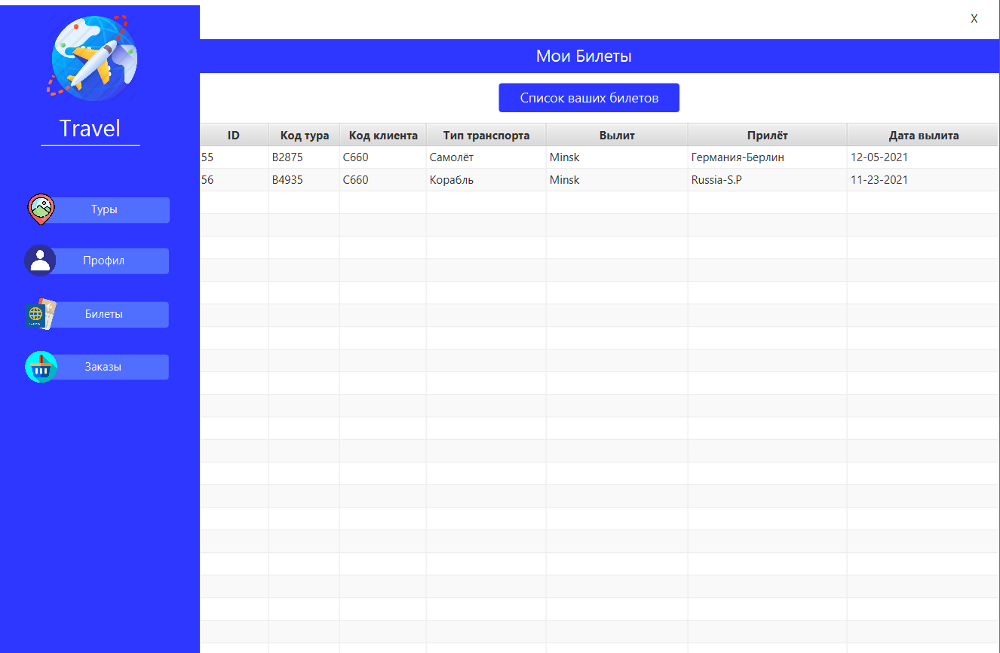 X
Travel
Туры
Профил
Билеты
Заказы
Мои Билеты
Список ваших билетов
ID Код тура Код клиента Тип транспорта Вылит Прилёт Дата вылита
55 B2875 C660 Самолёт Minsk Германия-Берлин 12-05-2021
56 B4935 C660 Корабль Minsk Russia-S.P 11-23-2021